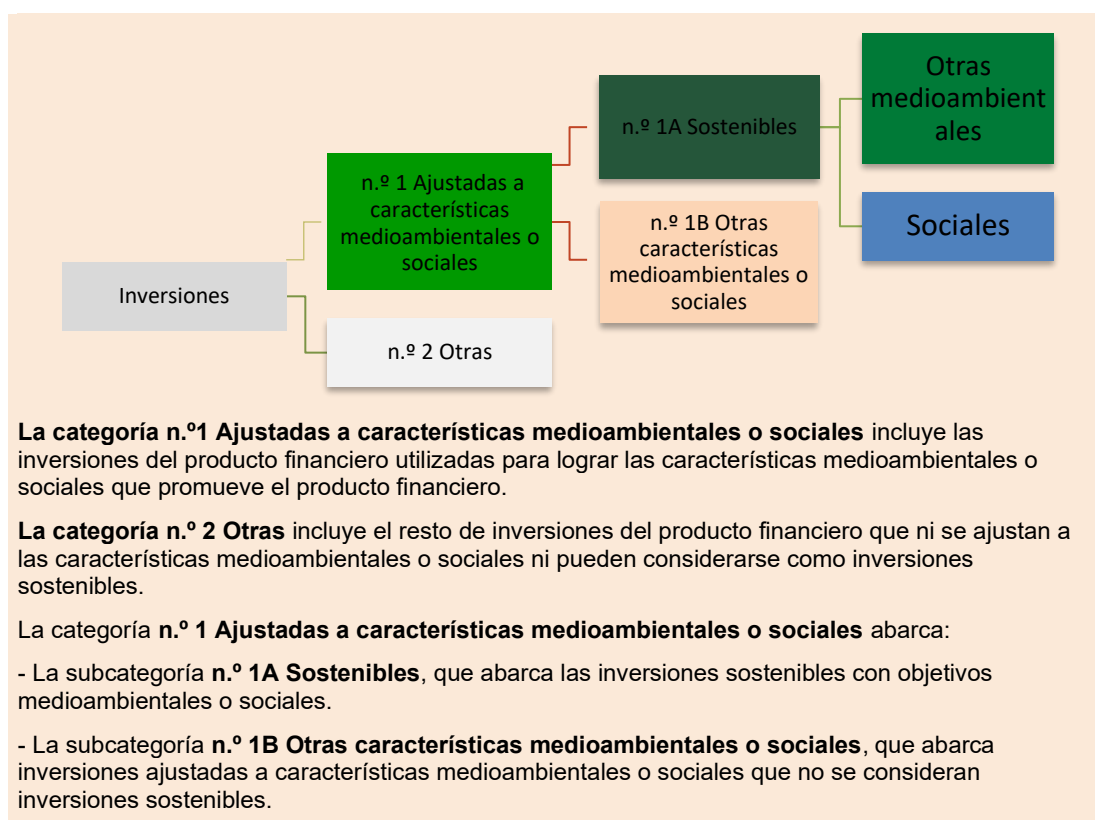 Otras
medioambient
ales
n.º 1A Sostenibles
n.º 1 Ajustadas a
características
medioambientales o
sociales
n.º 1B Otras
características
medioambientales o
sociales
Sociales
Inversiones
n.º 2 Otras
La categoría n.º1 Ajustadas a características medioambientales o sociales incluye las
inversiones del producto financiero utilizadas para lograr las características medioambientales o
sociales que promueve el producto financiero.
La categoría n.º 2 Otras incluye el resto de inversiones del producto financiero que ni se ajustan a
las características medioambientales o sociales ni pueden considerarse como inversiones
sostenibles.
La categoría n.º 1 Ajustadas a características medioambientales o sociales abarca:
- La subcategoría n.º 1A Sostenibles, que abarca las inversiones sostenibles con objetivos
medioambientales o sociales.
- La subcategoría n.º 1B Otras características medioambientales o sociales, que abarca
inversiones ajustadas a características medioambientales o sociales que no se consideran
inversiones sostenibles.